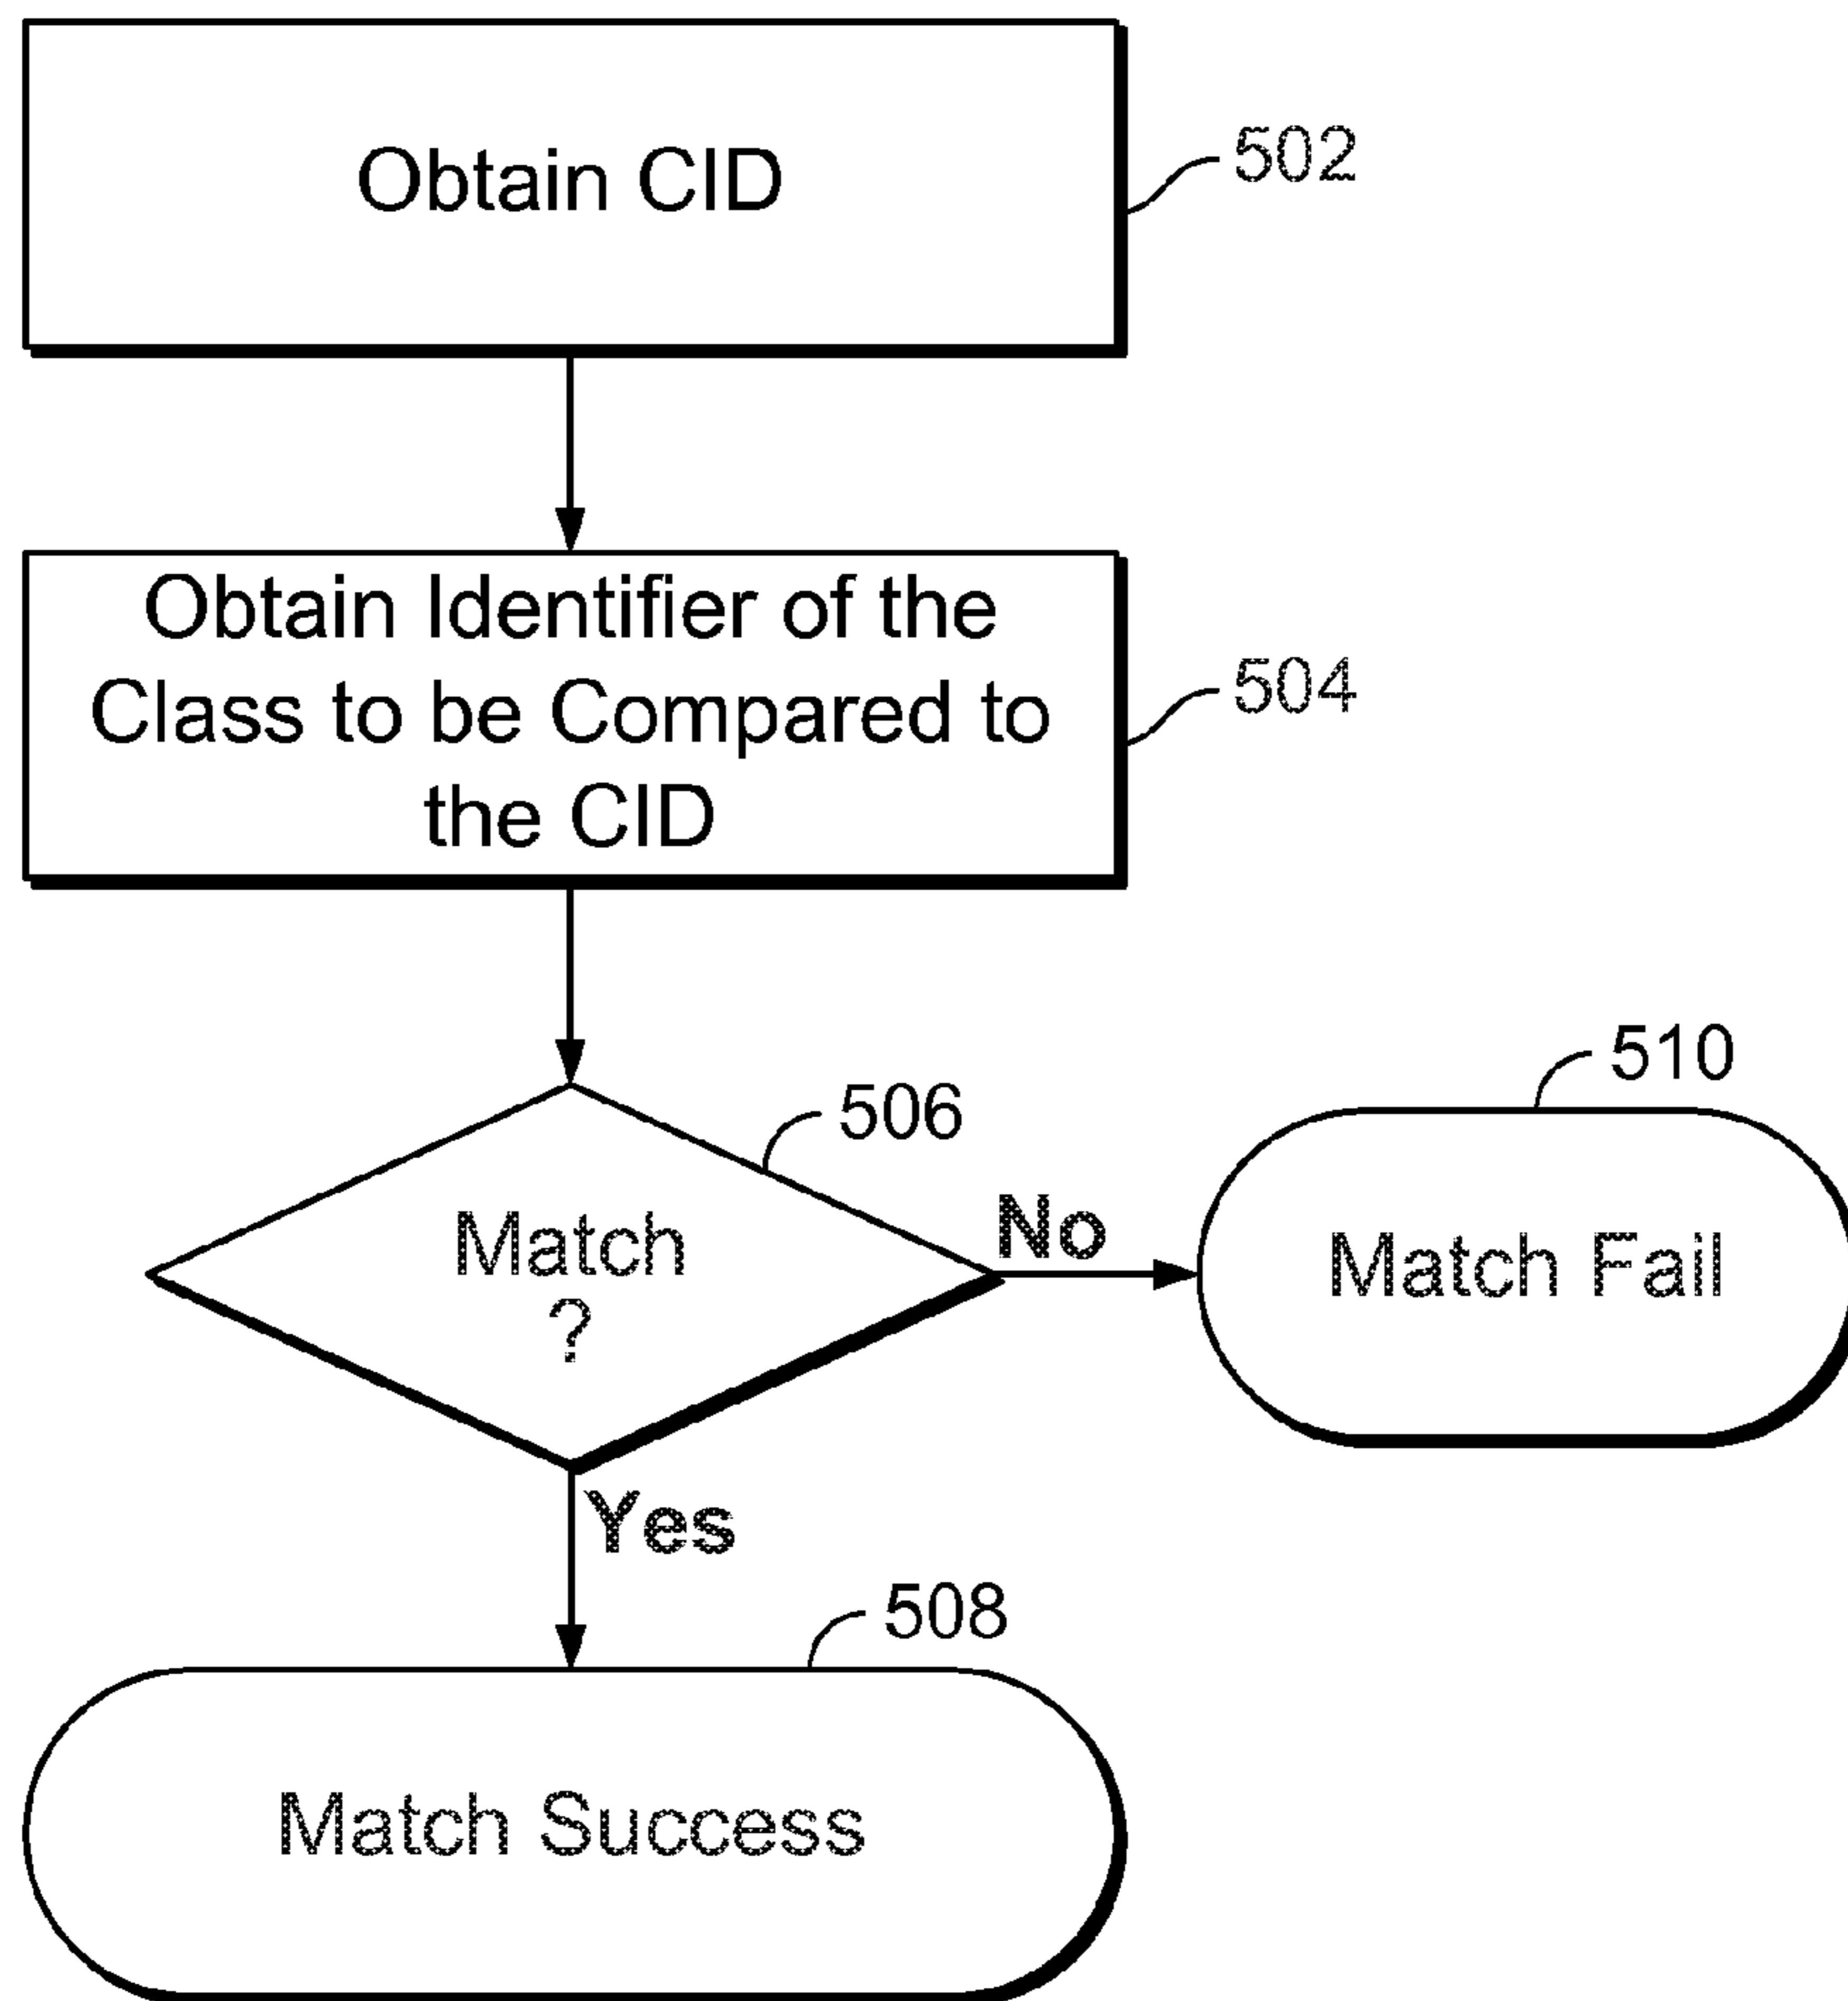 Obtain CID
502
Obtain Identifier of the
Class to be Compared to
the CID
504
506
Match
?
No
510
Match Fail
Yes
508
Match Success